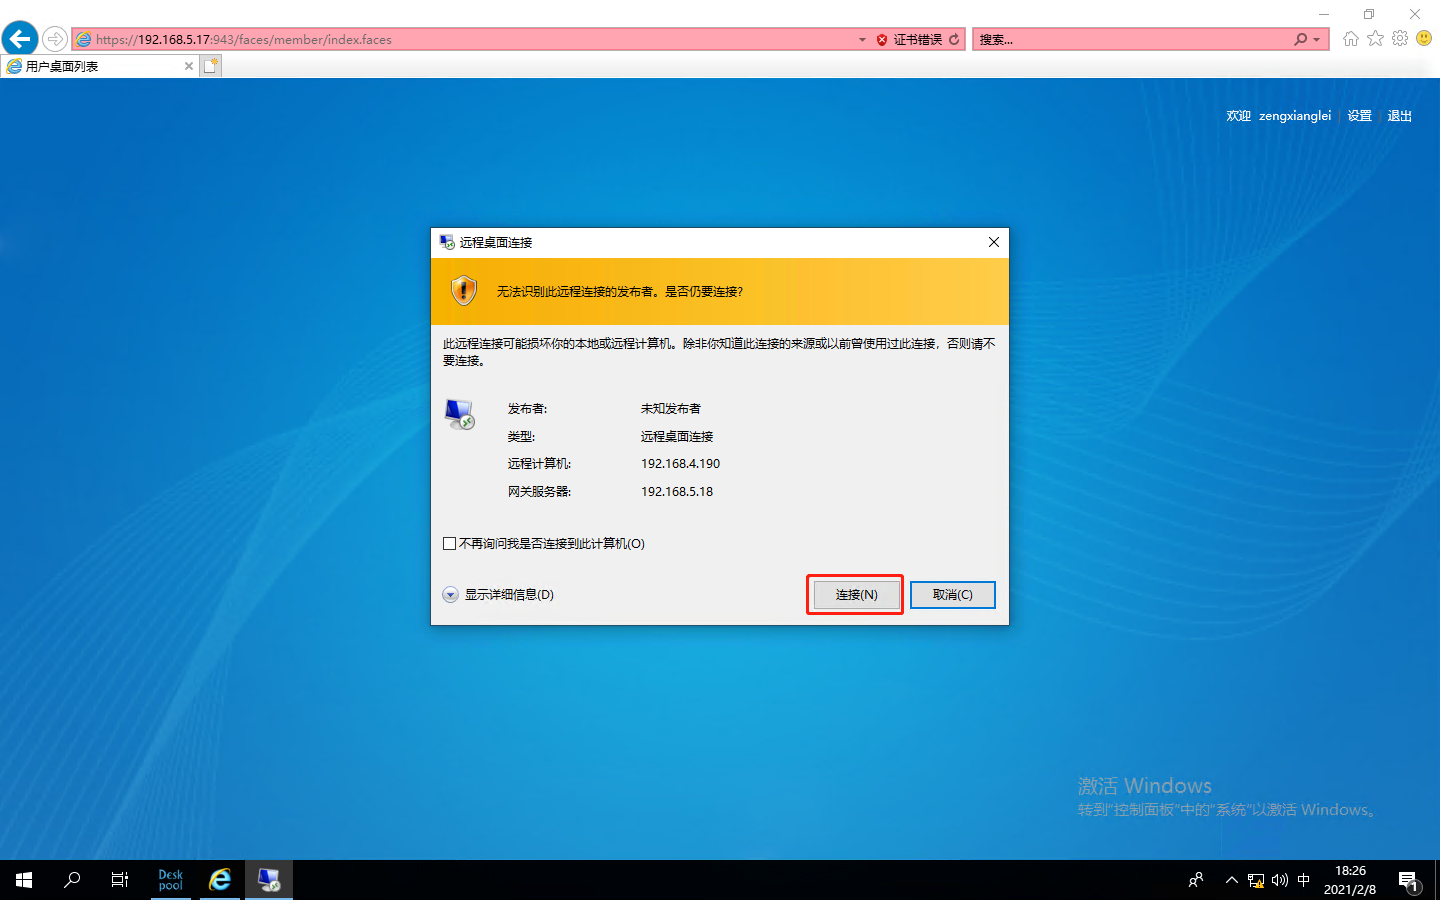 https://192.168.5.17:943/faces/member/index.faces
证书错误
搜索...
用户桌面列表
欢迎 zengxianglei 设置 退出
远程桌面连接
无法识别此远程连接的发布者。是否仍要连接?
此远程连接可能损坏你的本地或远程计算机。除非你知道此连接的来源或以前曾使用过此连接，否则请不
要连接。
发布者: 未知发布者
类型: 远程桌面连接
远程计算机: 192.168.4.190
网关服务器: 192.168.5.18
不再询问我是否连接到此计算机(O)
显示详细信息(D)
连接(N)
取消(C)
激活 Windows
转到"控制面板"中的"系统"以激活 Windows。
Desk
pool
中
18:26
2021/2/8
1